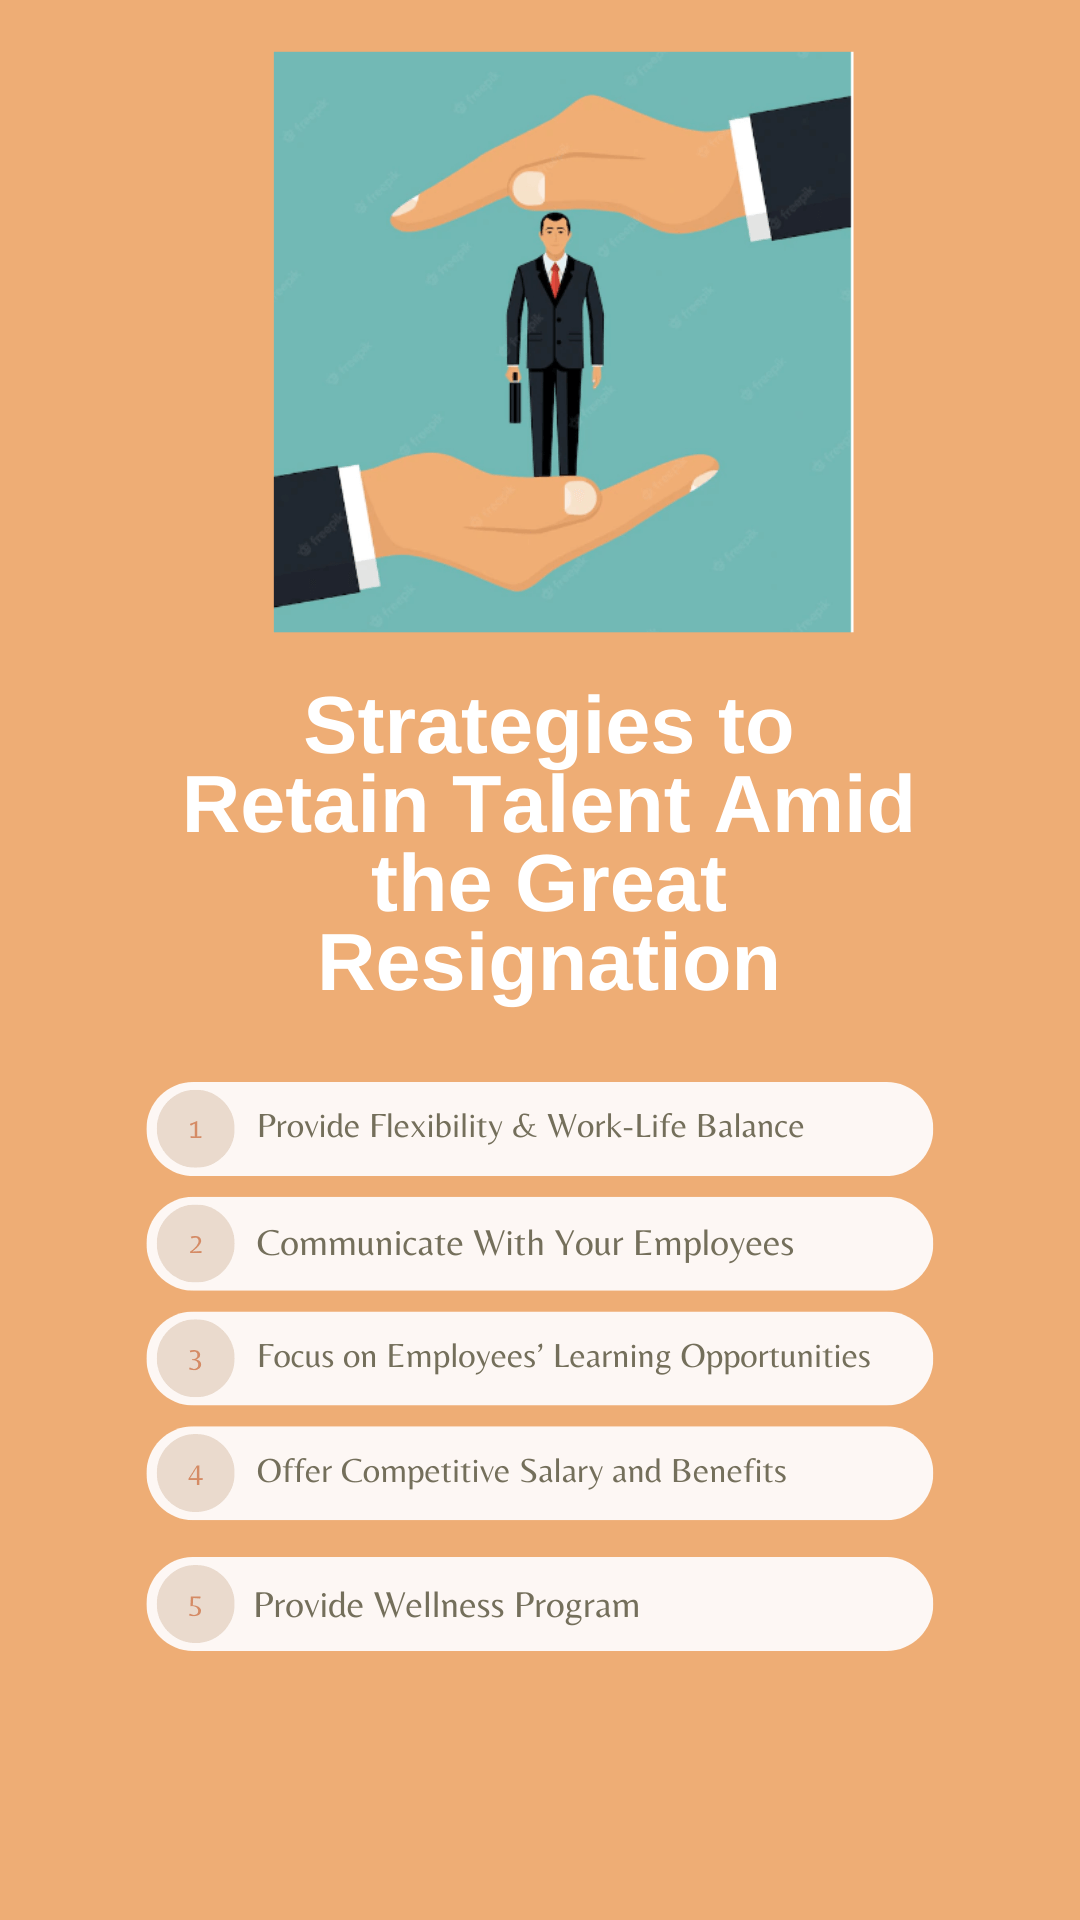 Strategies to
Retain Talent Amid
the Great
Resignation
1 Provide Flexibility & Work-Life Balance
2 Communicate With Your Employees
3 Focus on Employees’ Learning Opportunities
4 Offer Competitive Salary and Benefits
5 Provide Wellness Program